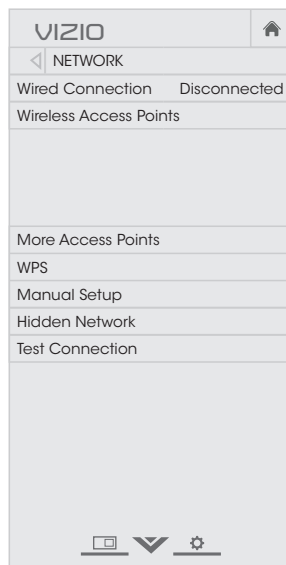 VIZIO
NETWORK
Wired Connection Disconnected
Wireless Access Points
More Access Points
WPS
Manual Setup
Hidden Network
Test Connection